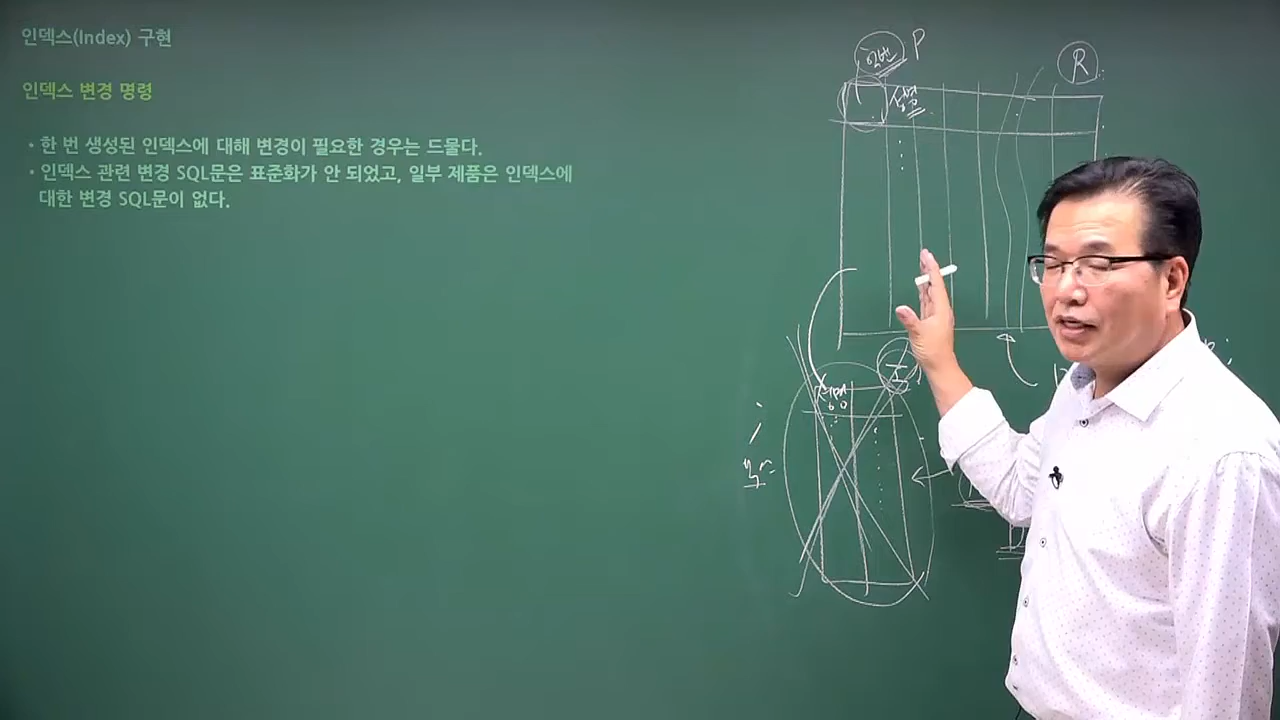 인덱스(Index) 구현
인덱스 변경 명령
· 한 번 생성된 인덱스에 대해 변경이 필요한 경우는 드물다.
· 인덱스 관련 변경 SQL문은 표준화가 안 되었고, 일부 제품은 인덱스에
대한 변경 SQL문이 없다.
P
R
성명
성명
주